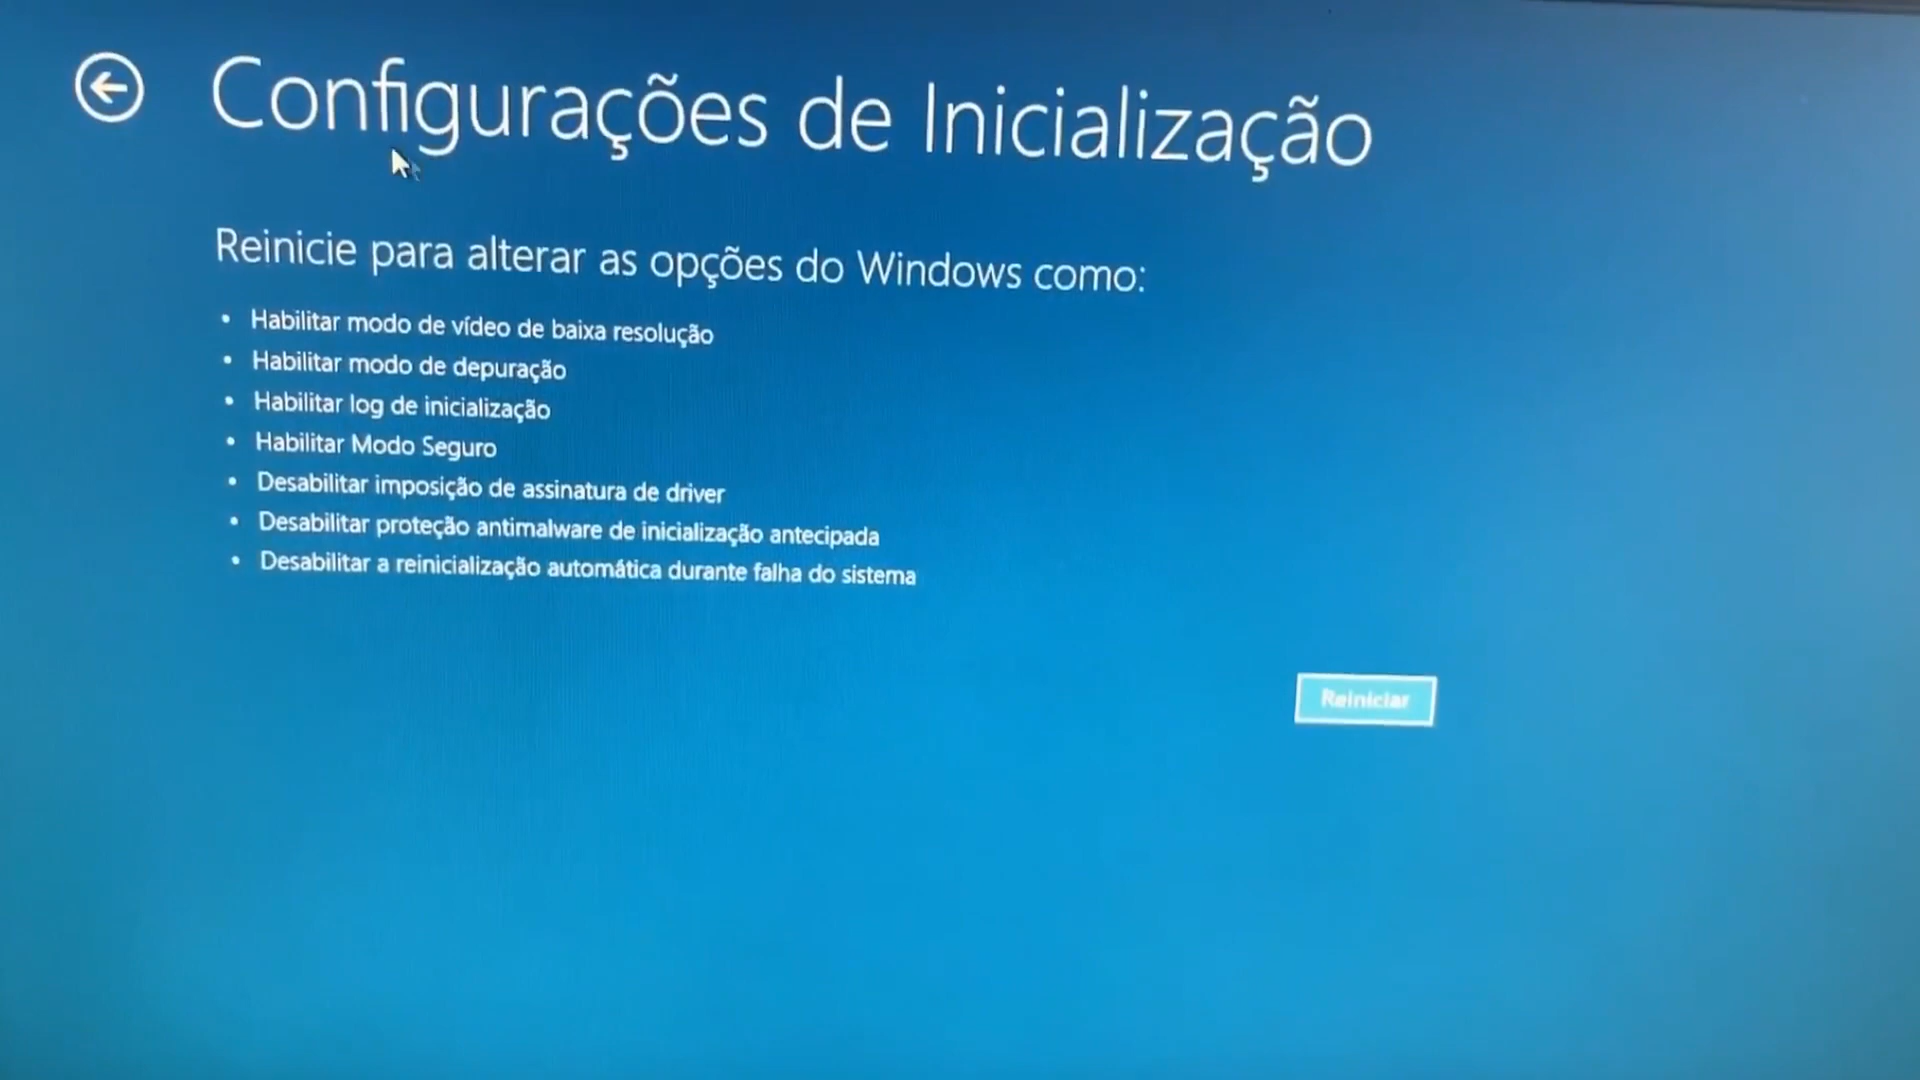 Configurações de Inicialização
Reinicie para alterar as opções do Windows como:
• Habilitar modo de vídeo de baixa resolução
• Habilitar modo de depuração
• Habilitar log de inicialização
• Habilitar Modo Seguro
• Desabilitar imposição de assinatura de driver
• Desabilitar proteção antimalware de inicialização antecipada
• Desabilitar a reinicialização automática durante falha do sistema
Reiniciar